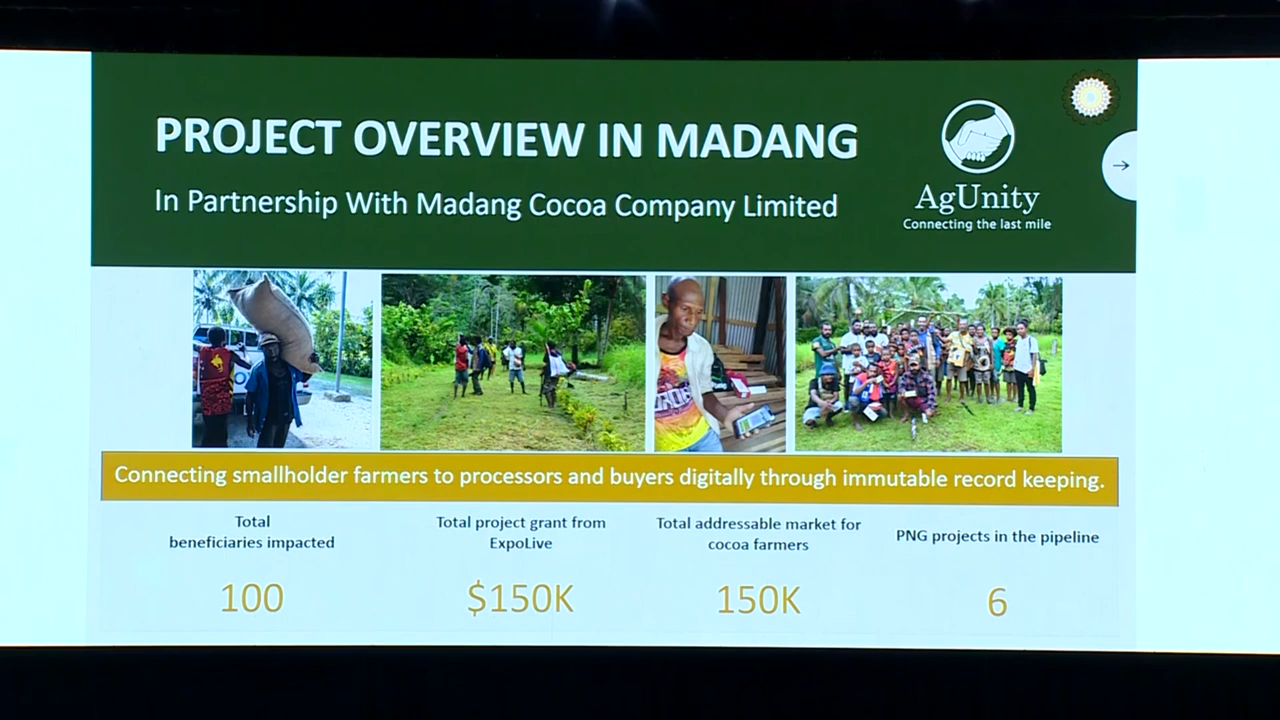 PROJECT OVERVIEW IN MADANG
In Partnership With Madang Cocoa Company Limited
AgUnity
Connecting the last mile
Connecting smallholder farmers to processors and buyers digitally through immutable record keeping.
Total
beneficiaries impacted
100
Total project grant from
ExpoLive
$150K
Total addressable market for
cocoa farmers
150K
PNG projects in the pipeline
6